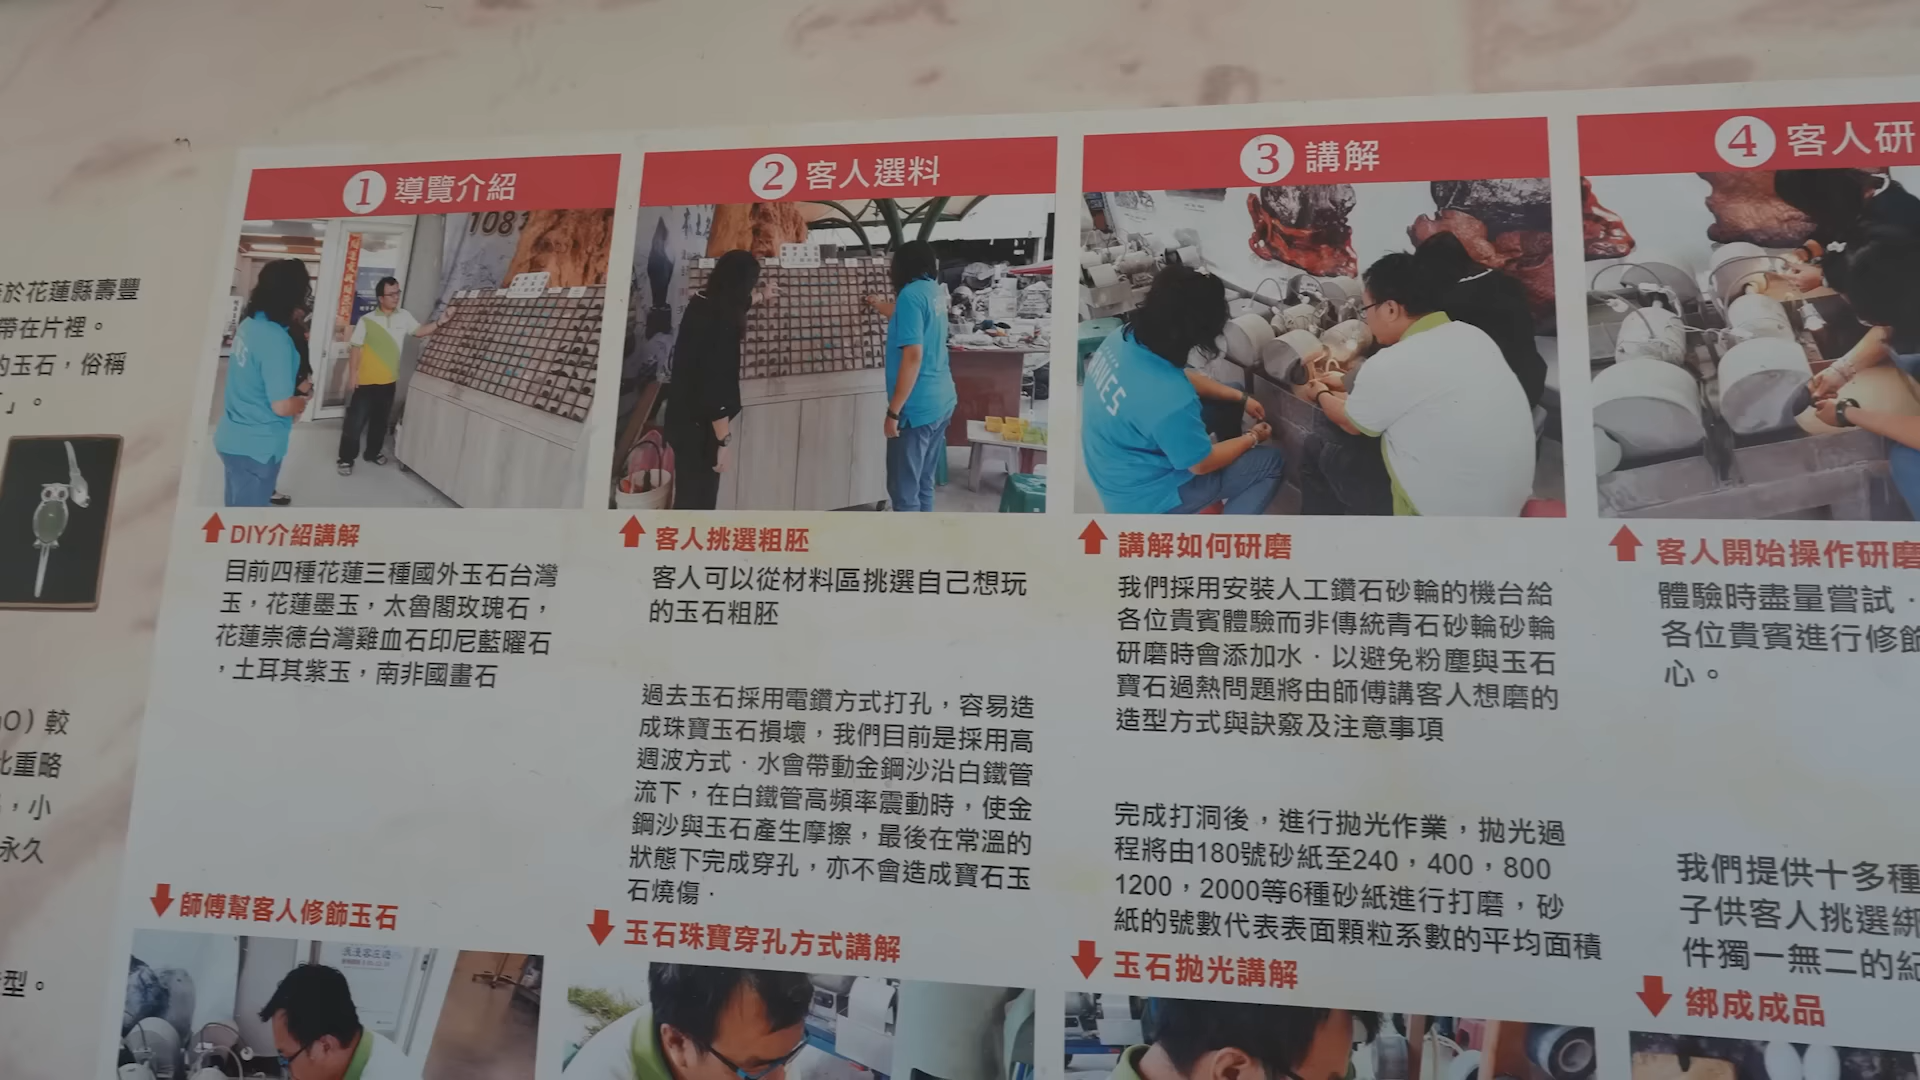 於花蓮縣壽豐
帶在片裡。
的玉石，俗稱
」。
O）較
比重略
，小
永久
型。
1 導覽介紹
108
DIY介紹講解
目前四種花蓮三種國外玉石台灣
玉，花蓮墨玉，太魯閣玫瑰石，
花蓮崇德台灣雞血石印尼藍曜石
，土耳其紫玉，南非國畫石
師傅幫客人修飾玉石
2 客人選料
客人挑選粗胚
客人可以從材料區挑選自己想玩
的玉石粗胚
過去玉石採用電鑽方式打孔，容易造
成珠寶玉石損壞，我們目前是採用高
週波方式．水會帶動金鋼沙沿白鐵管
流下，在白鐵管高頻率震動時，使金
鋼沙與玉石產生摩擦，最後在常溫的
狀態下完成穿孔，亦不會造成寶石玉
石燒傷．
玉石珠寶穿孔方式講解
3 講解
WAVES
講解如何研磨
我們採用安裝人工鑽石砂輪的機台給
各位貴賓體驗而非傳統青石砂輪砂輪
研磨時會添加水．以避免粉塵與玉石
寶石過熱問題將由師傅講客人想磨的
造型方式與訣竅及注意事項
完成打洞後，進行拋光作業，拋光過
程將由180號砂紙至240，400，800
1200，2000等6種砂紙進行打磨，砂
紙的號數代表表面顆粒系數的平均面積
玉石拋光講解
4 客人研
客人開始操作研磨
體驗時盡量嘗試．
各位貴賓進行修飾
心。
我們提供十多種
子供客人挑選綁
件獨一無二的紀
綁成成品